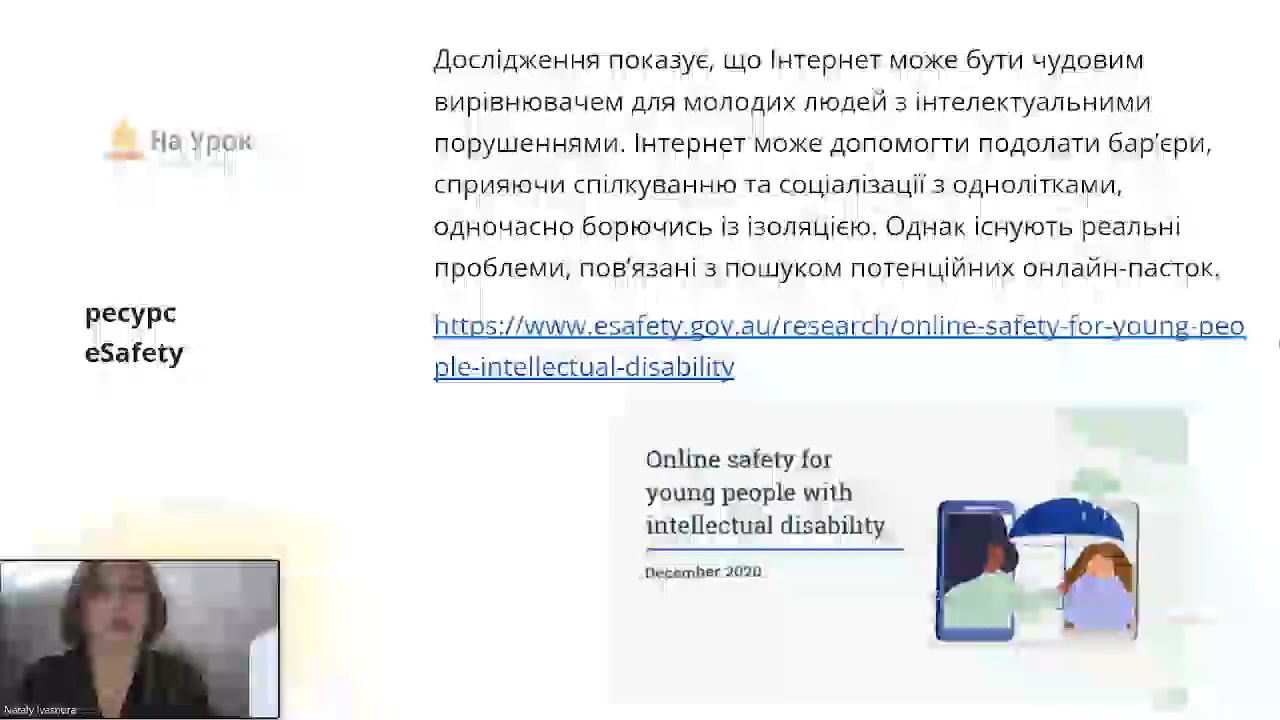 На Урок
Дослідження показує, що Інтернет може бути чудовим
вирівнювачем для молодих людей з інтелектуальними
порушеннями. Інтернет може допомогти подолати бар’єри,
сприяючи спілкуванню та соціалізації з однолітками,
одночасно борючись із ізоляцією. Однак існують реальні
проблеми, пов’язані з пошуком потенційних онлайн-пасток.
ресурс
eSafety
https://www.esafety.gov.au/research/online-safety-for-young-peo
ple-intellectual-disability
Online safety for
young people with
intellectual disability
December 2020
Nataly